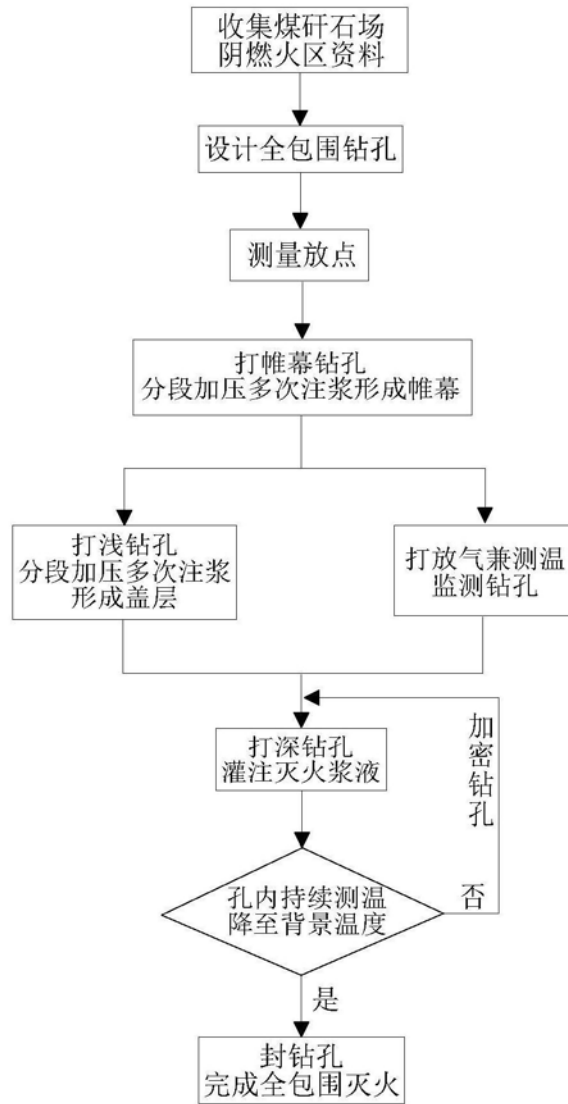 收集煤矸石场
阴燃火区资料
设计全包围钻孔
测量放点
打帷幕钻孔
分段加压多次注浆形成帷幕
打浅钻孔
分段加压多次注浆
形成盖层
打放气兼测温
监测钻孔
打深钻孔
灌注灭火浆液
加密钻孔
孔内持续测温
降至背景温度
否
是
封钻孔
完成全包围灭火